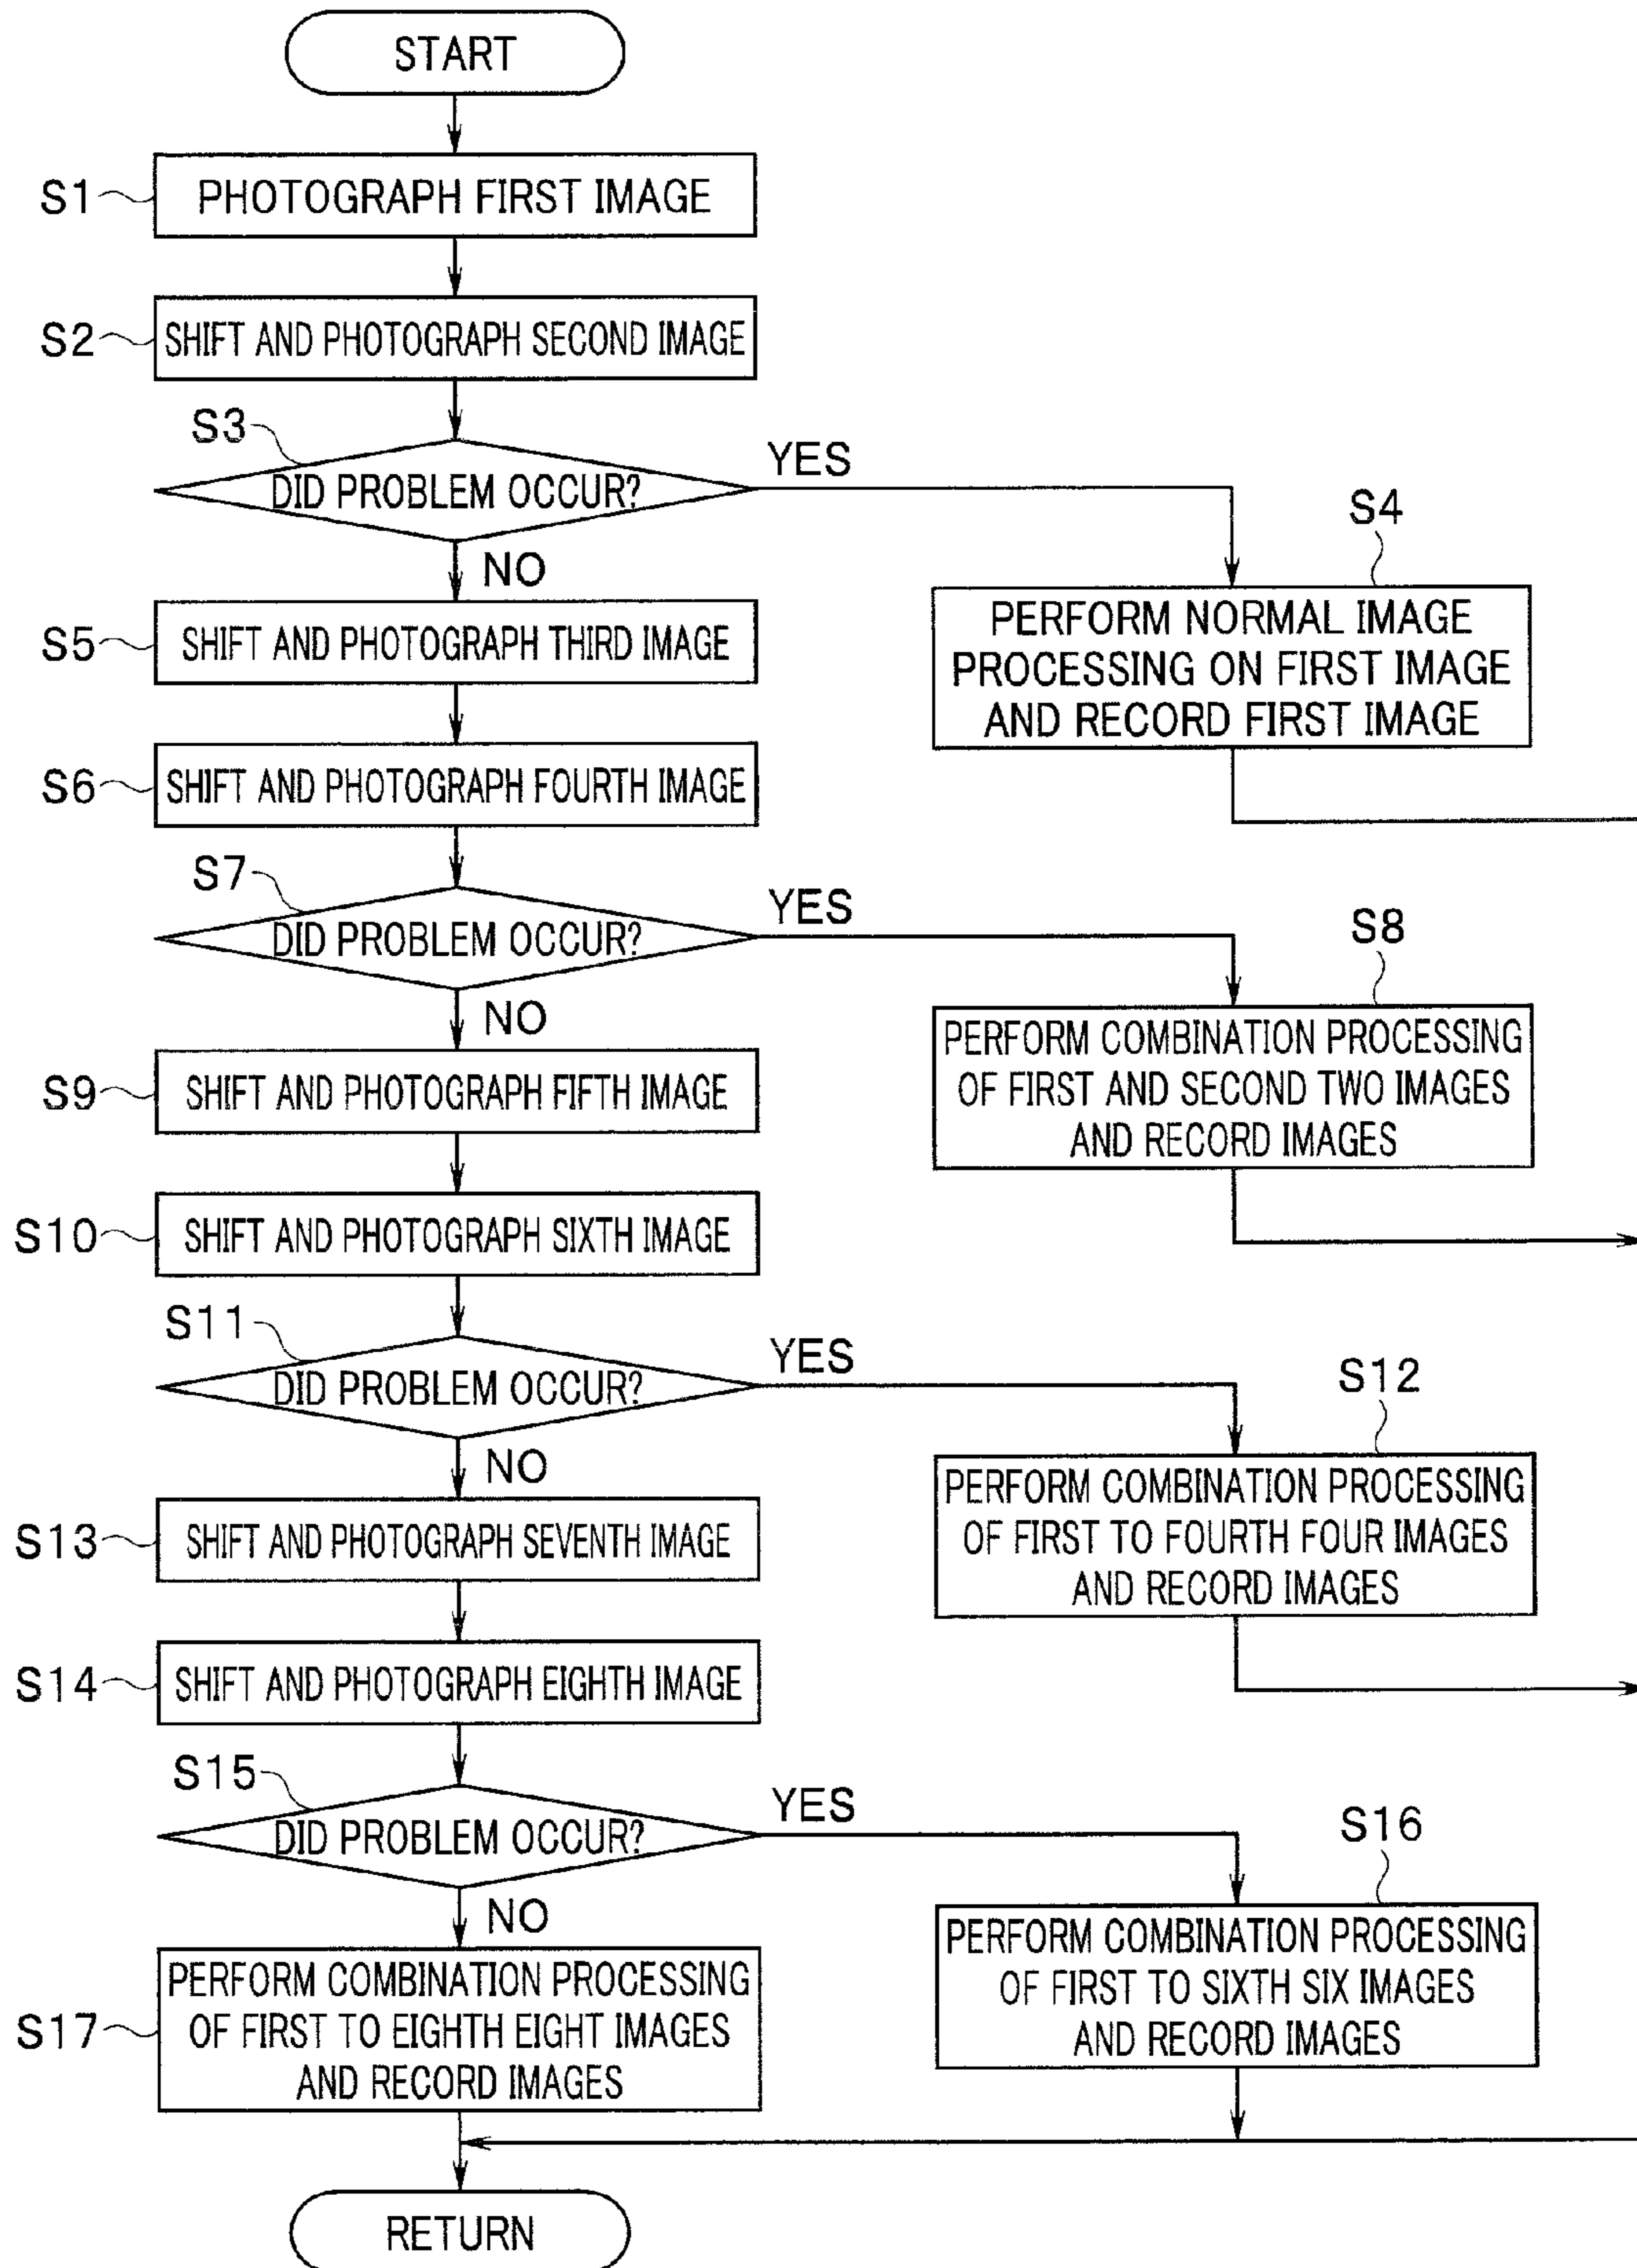 START
S1
PHOTOGRAPH FIRST IMAGE
S2
SHIFT AND PHOTOGRAPH SECOND IMAGE
S3
DID PROBLEM OCCUR?
YES
NO
S4
PERFORM NORMAL IMAGE
PROCESSING ON FIRST IMAGE
AND RECORD FIRST IMAGE
S5
SHIFT AND PHOTOGRAPH THIRD IMAGE
S6
SHIFT AND PHOTOGRAPH FOURTH IMAGE
S7
DID PROBLEM OCCUR?
YES
NO
S8
PERFORM COMBINATION PROCESSING
OF FIRST AND SECOND TWO IMAGES
AND RECORD IMAGES
S9
SHIFT AND PHOTOGRAPH FIFTH IMAGE
S10
SHIFT AND PHOTOGRAPH SIXTH IMAGE
S11
DID PROBLEM OCCUR?
YES
NO
S12
PERFORM COMBINATION PROCESSING
OF FIRST TO FOURTH FOUR IMAGES
AND RECORD IMAGES
S13
SHIFT AND PHOTOGRAPH SEVENTH IMAGE
S14
SHIFT AND PHOTOGRAPH EIGHTH IMAGE
S15
DID PROBLEM OCCUR?
YES
NO
S16
PERFORM COMBINATION PROCESSING
OF FIRST TO SIXTH SIX IMAGES
AND RECORD IMAGES
S17
PERFORM COMBINATION PROCESSING
OF FIRST TO EIGHTH EIGHT IMAGES
AND RECORD IMAGES
RETURN